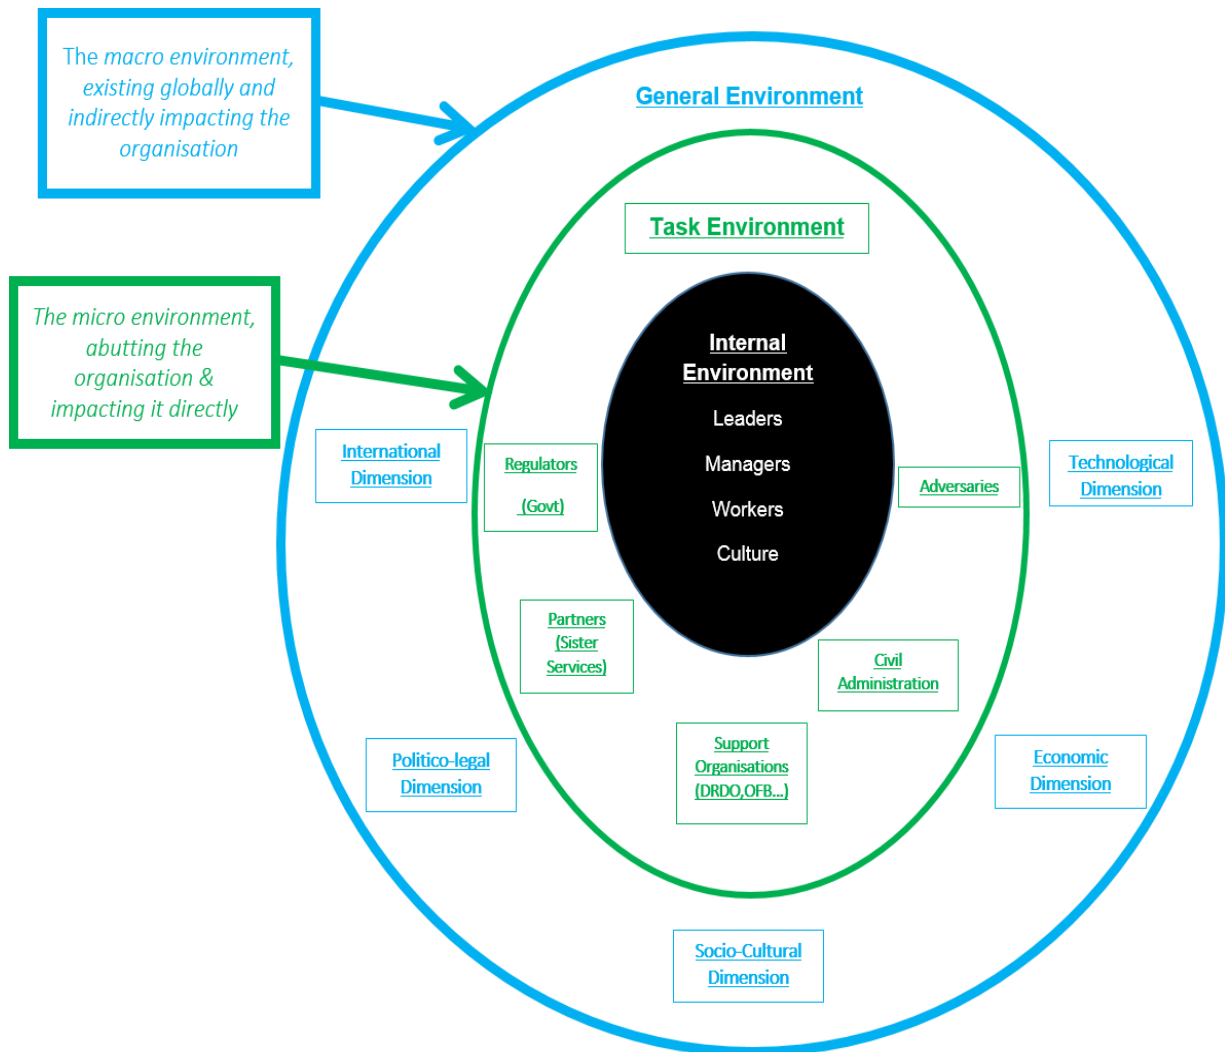 The macro environment,
existing globally and
indirectly impacting the
organisation
General Environment
Task Environment
The micro environment,
abutting the
organisation &
impacting it directly
Internal
Environment
Leaders
Managers
Workers
Culture
International
Dimension
Regulators
(Govt)
Adversaries
Technological
Dimension
Partners
(Sister
Services)
Civil
Administration
Support
Organisations
(DRDO,OFB...)
Politico-legal
Dimension
Economic
Dimension
Socio-Cultural
Dimension